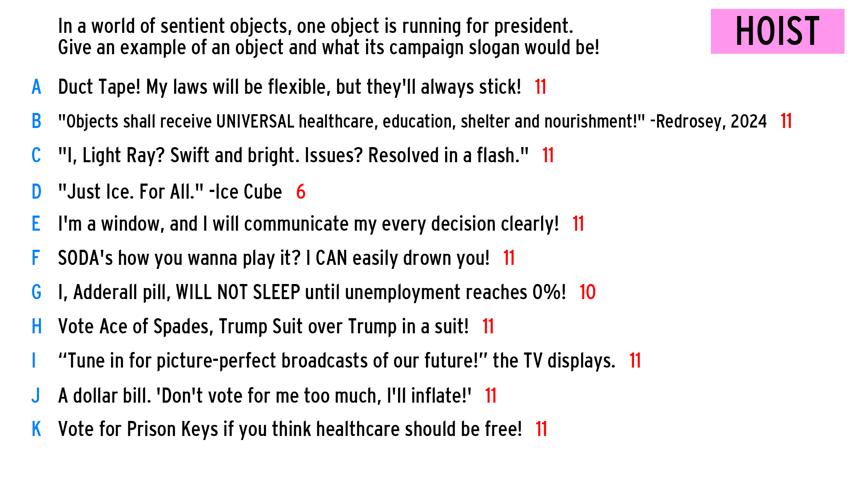 In a world of sentient objects, one object is running for president.
Give an example of an object and what its campaign slogan would be!
HOIST
A Duct Tape! My laws will be flexible, but they'll always stick! 11
B "Objects shall receive UNIVERSAL healthcare, education, shelter and nourishment!" -Redrosey, 2024 11
C "I, Light Ray? Swift and bright. Issues? Resolved in a flash." 11
D "Just Ice. For All." -Ice Cube 6
E I'm a window, and I will communicate my every decision clearly! 11
F SODA's how you wanna play it? I CAN easily drown you! 11
G I, Adderall pill, WILL NOT SLEEP until unemployment reaches 0%! 10
H Vote Ace of Spades, Trump Suit over Trump in a suit! 11
I “Tune in for picture-perfect broadcasts of our future!” the TV displays. 11
J A dollar bill. 'Don't vote for me too much, I'll inflate!' 11
K Vote for Prison Keys if you think healthcare should be free! 11